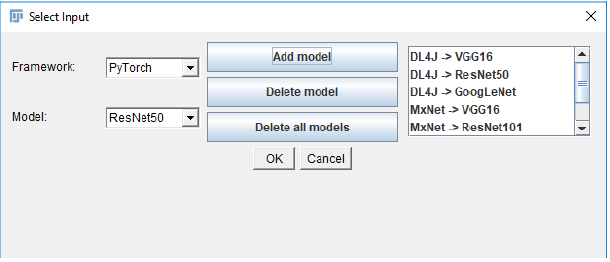 Select Input
Framework:
PyTorch
Model:
ResNet50
Add model
Delete model
Delete all models
DL4J -> VGG16
DL4J -> ResNet50
DL4J -> GoogLeNet
MxNet -> VGG16
MxNet -> ResNet101
OK
Cancel